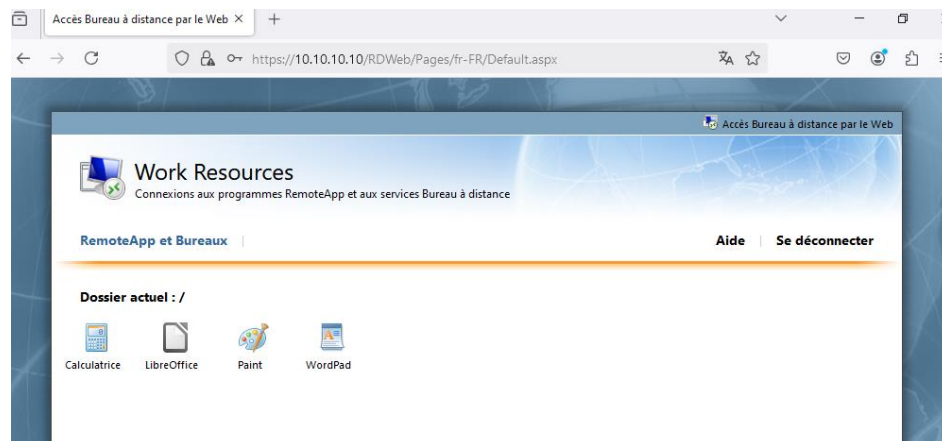 Accès Bureau à distance par le Web
https://10.10.10.10/RDWeb/Pages/fr-FR/Default.aspx
Accès Bureau à distance par le Web
Work Resources
Connexions aux programmes RemoteApp et aux services Bureau à distance
RemoteApp et Bureaux | Aide | Se déconnecter
Dossier actuel : /
Calculatrice LibreOffice Paint WordPad